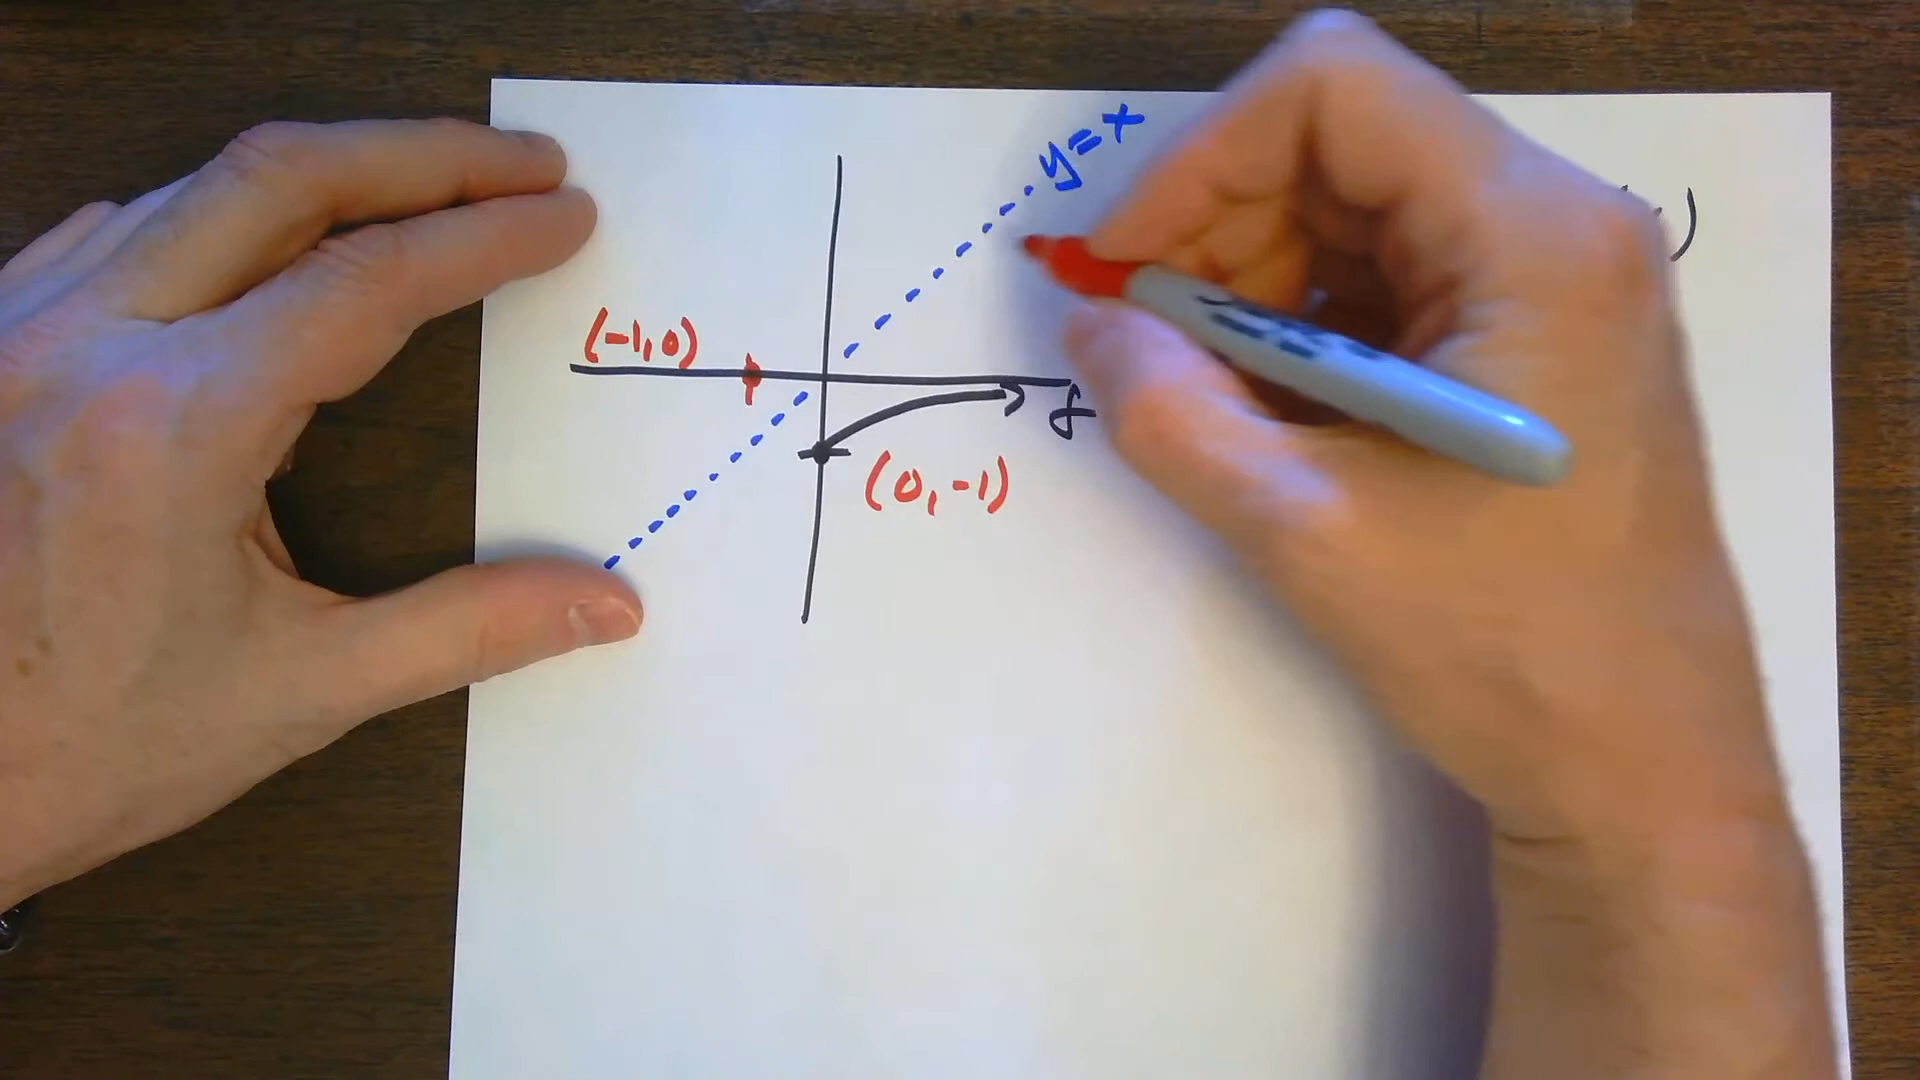 y=x
)
(-1,0)
f
(0,-1)